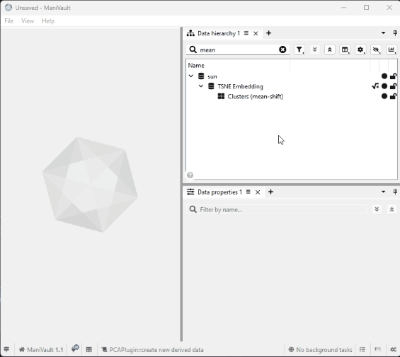 Unsaved - ManiVault
File View Help
Data hierarchy 1
mean
Name
sun
TSNE Embedding
Clusters (mean-shift)
Data properties 1
Filter by name...
ManiVault 1.1
PCAPlugin:create new derived data
No background tasks